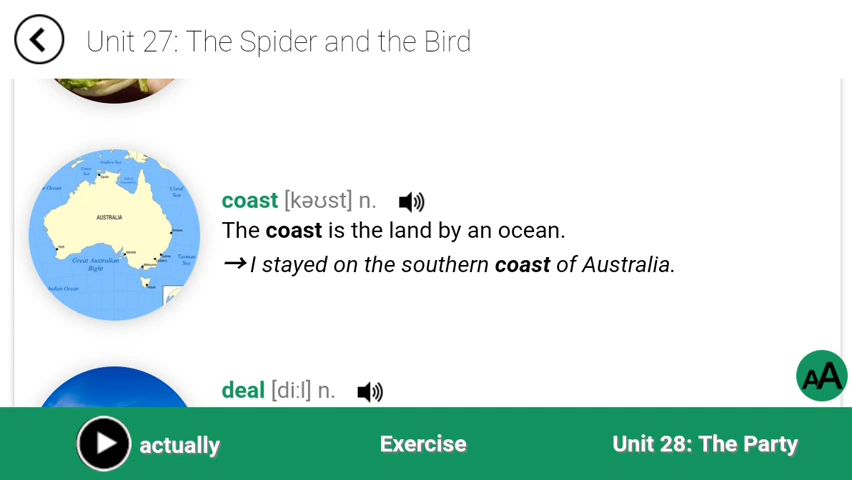 Unit 27: The Spider and the Bird
AUSTRALIA
Coral
Sea
Great Australian
Bight
Tasman
Sea
Indian Ocean
coast [kəʊst] n.
The coast is the land by an ocean.
→ I stayed on the southern coast of Australia.
deal [diːl] n.
AA
actually
Exercise
Unit 28: The Party